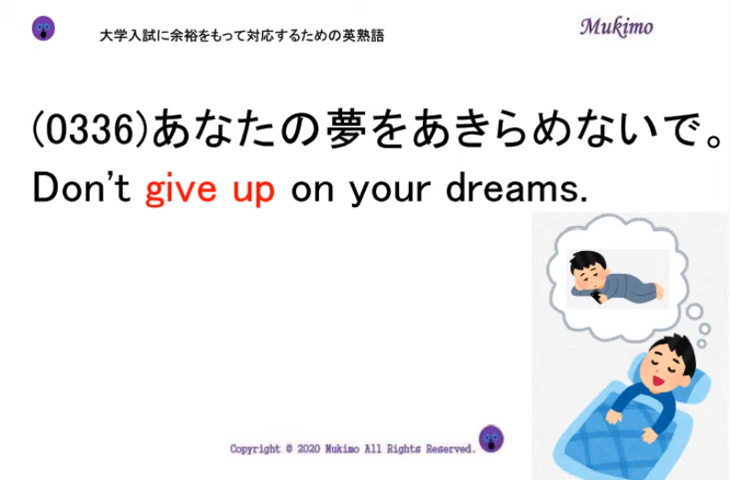 大学入試に余裕をもって対応するための英熟語
Mukimo
(0336)あなたの夢をあきらめないで。
Don't give up on your dreams.
Copyright © 2020 Mukimo All Rights Reserved.